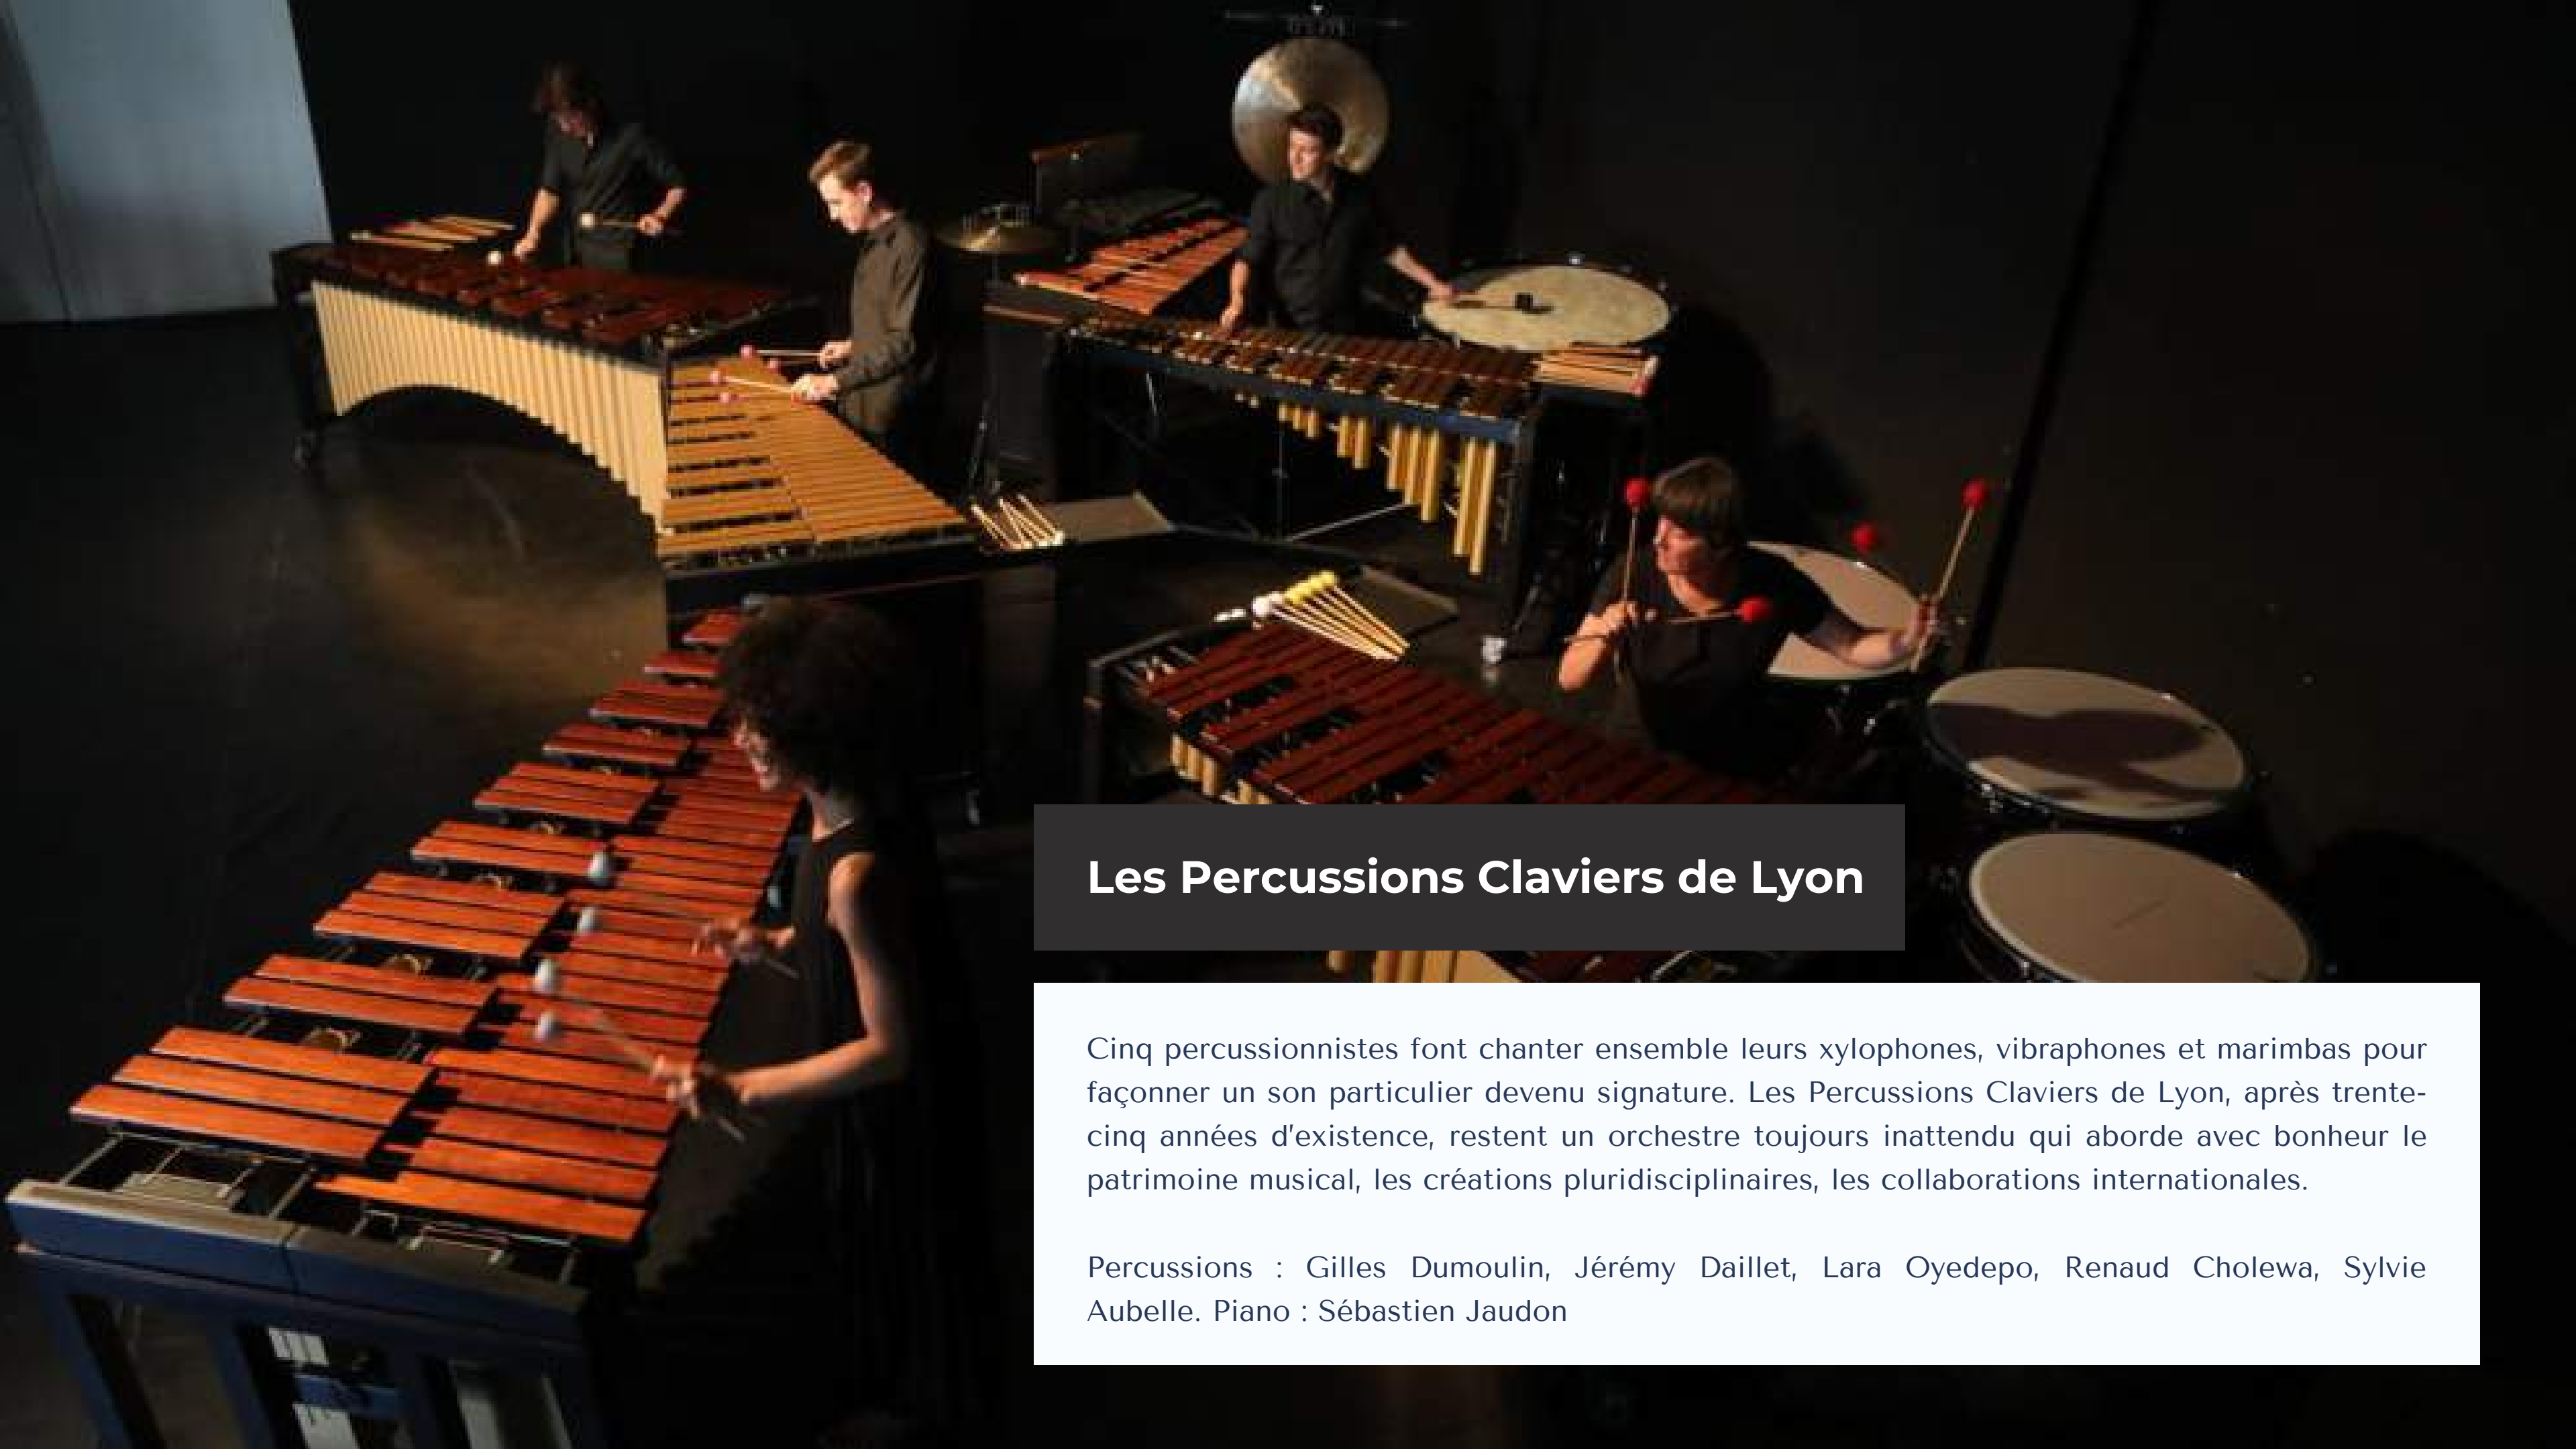 Les Percussions Claviers de Lyon
Cinq percussionnistes font chanter ensemble leurs xylophones, vibraphones et marimbas pour
façonner un son particulier devenu signature. Les Percussions Claviers de Lyon, après trente-
cinq années d'existence, restent un orchestre toujours inattendu qui aborde avec bonheur le
patrimoine musical, les créations pluridisciplinaires, les collaborations internationales.
Percussions : Gilles Dumoulin, Jérémy Daillet, Lara Oyedepo, Renaud Cholewa, Sylvie
Aubelle. Piano : Sébastien Jaudon